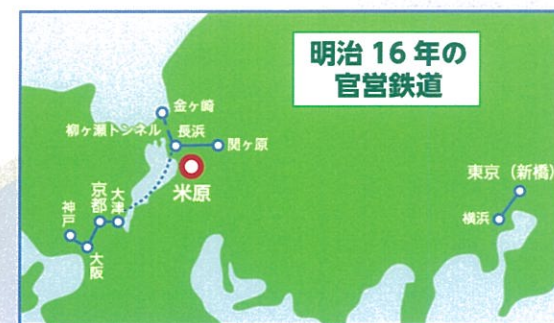 明治 16 年の
官営鉄道
金ヶ崎
柳ヶ瀬トンネル
長浜
関ヶ原
米原
東京（新橋）
横浜
神戸
京都
大津
大阪